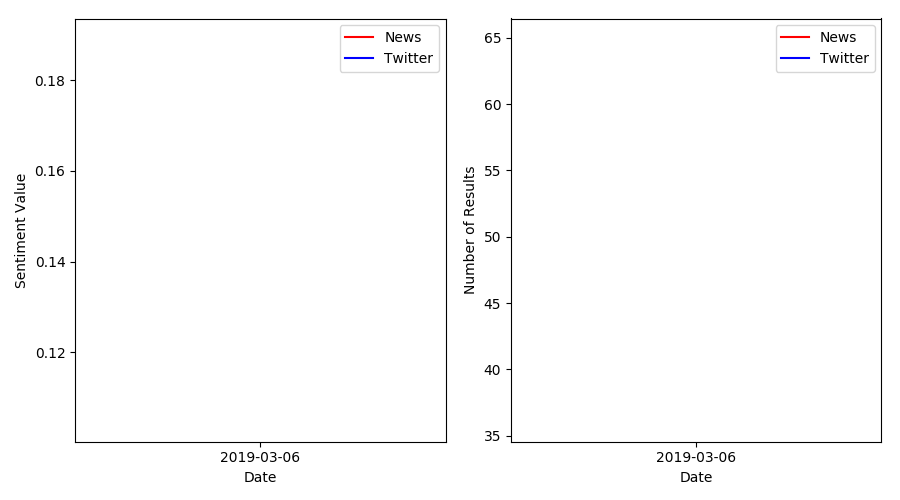 Sentiment Value
0.18
0.16
0.14
0.12
News
Twitter
2019-03-06
Date
Number of Results
65
60
55
50
45
40
35
News
Twitter
2019-03-06
Date